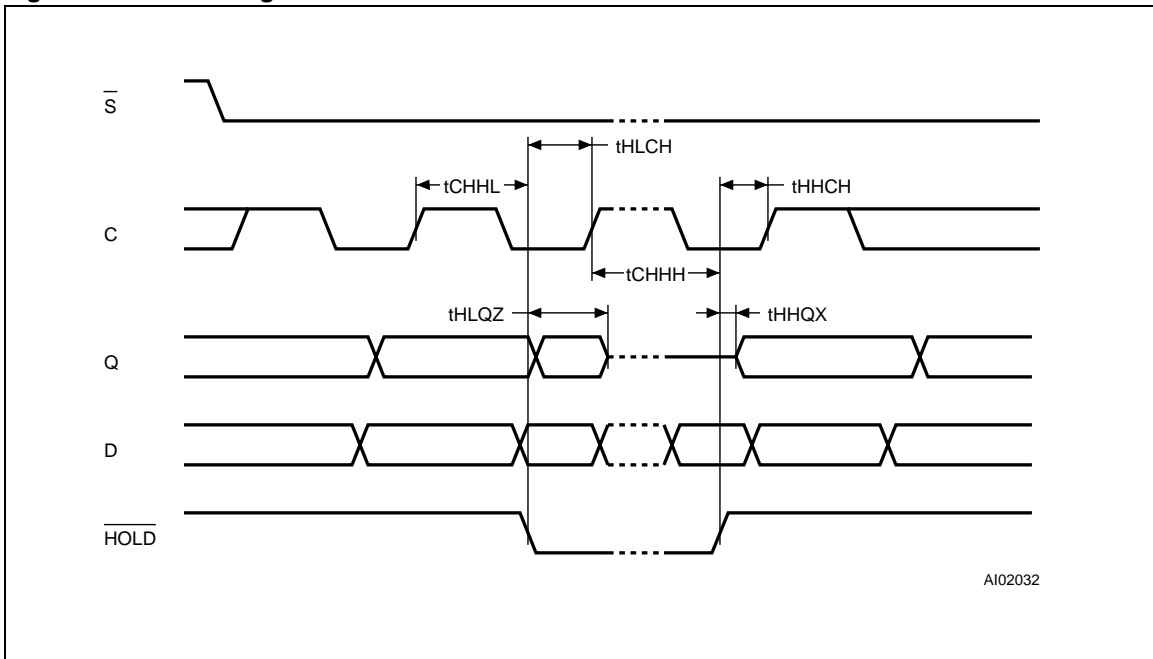 S
tHLCH
tCHHL
tHHCH
C
tCHHH
tHLQZ
tHHQX
Q
D
HOLD
AI02032